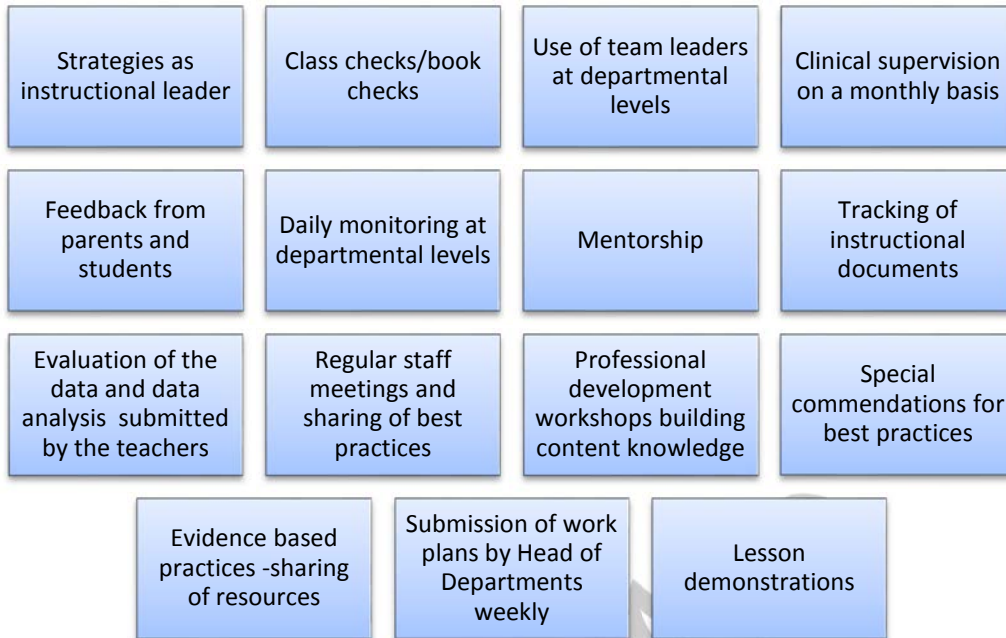 Strategies as
instructional leader
Class checks/book
checks
Use of team leaders
at departmental
levels
Clinical supervision
on a monthly basis
Feedback from
parents and
students
Daily monitoring at
departmental levels
Mentorship
Tracking of
instructional
documents
Evaluation of the
data and data
analysis submitted
by the teachers
Regular staff
meetings and
sharing of best
practices
Professional
development
workshops building
content knowledge
Special
commendations for
best practices
Evidence based
practices -sharing
of resources
Submission of work
plans by Head of
Departments
weekly
Lesson
demonstrations